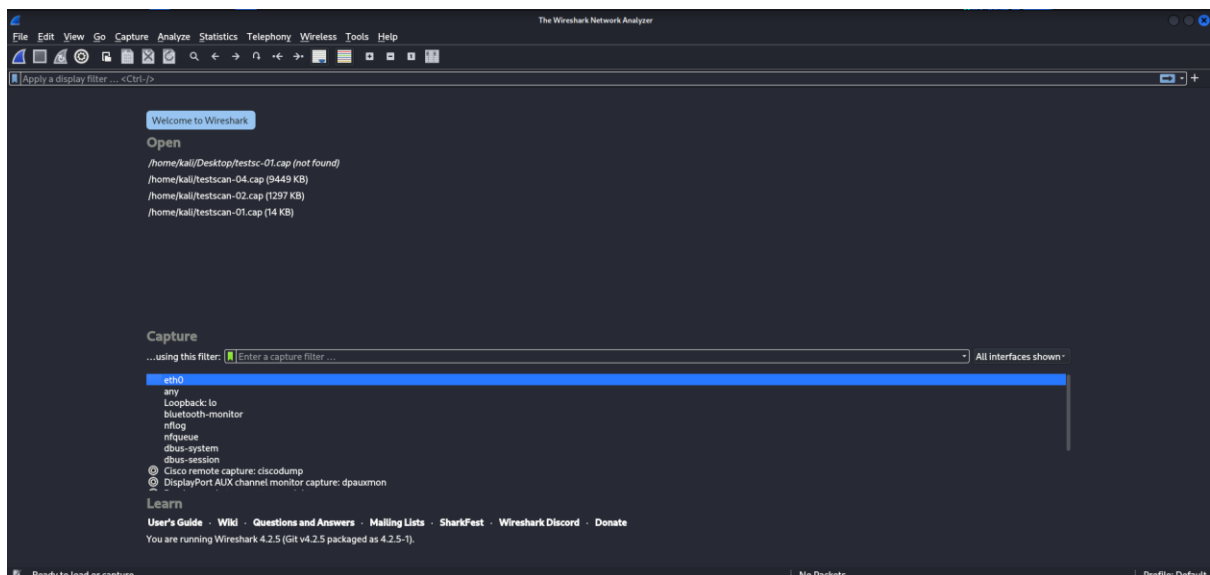 The Wireshark Network Analyzer
File Edit View Go Capture Analyze Statistics Telephony Wireless Tools Help
Apply a display filter ... <Ctrl-/>
Welcome to Wireshark
Open
/home/kali/Desktop/testsc-01.cap (not found)
/home/kali/testscan-04.cap (9449 KB)
/home/kali/testscan-02.cap (1297 KB)
/home/kali/testscan-01.cap (14 KB)
Capture
...using this filter: Enter a capture filter ... All interfaces shown
eth0
any
Loopback: lo
bluetooth-monitor
nflog
nfqueue
dbus-system
dbus-session
Cisco remote capture: ciscodump
DisplayPort AUX channel monitor capture: dpauxmon
Learn
User's Guide · Wiki · Questions and Answers · Mailing Lists · SharkFest · Wireshark Discord · Donate
You are running Wireshark 4.2.5 (Git v4.2.5 packaged as 4.2.5-1).
Ready to load or capture No Packets Profile: Default